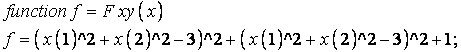 function f = Fxy(x)
f = (x(1)^2+x(2)^2-3)^2+(x(1)^2+x(2)^2-3)^2+1;